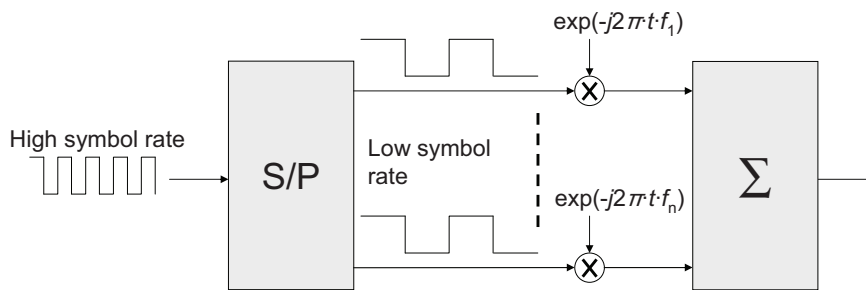 exp(-j2π·t·f₁)
High symbol rate
S/P
Low symbol
rate
exp(-j2π·t·fₙ)
Σ